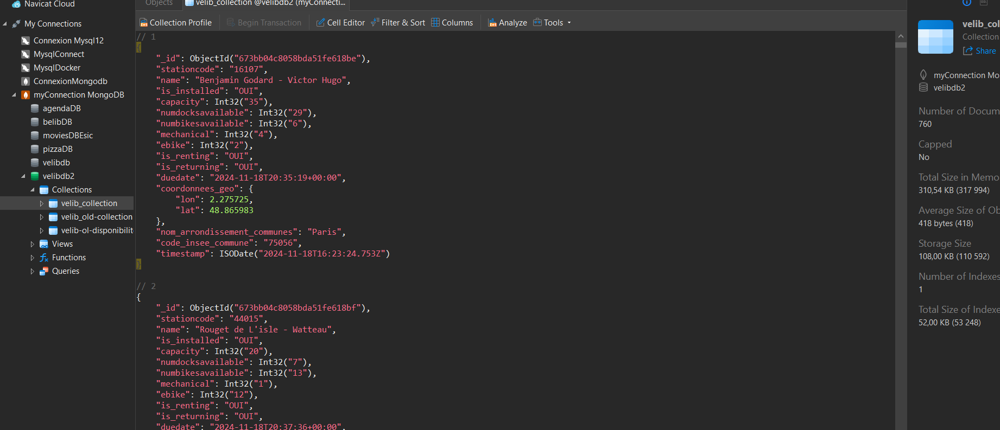 Navicat Cloud
My Connections
Connexion Mysql12
MysqlConnect
MysqlDocker
ConnexionMongodb
myConnection MongoDB
agendaDB
belibDB
moviesDBEsic
pizzaDB
velibdb
velibdb2
Collections
velib_collection
velib_old-collection
velib-ol-disponibilit
Views
Functions
Queries
Objects
velib_collection @velibdb2 (myConnecti...
Collection Profile
Begin Transaction
Cell Editor
Filter & Sort
Columns
Analyze
Tools
// 1
{
"_id": ObjectId("673bb04c8058bda51fe618be"),
"stationcode": "16107",
"name": "Benjamin Godard - Victor Hugo",
"is_installed": "OUI",
"capacity": Int32("35"),
"numdocksavailable": Int32("29"),
"numbikesavailable": Int32("6"),
"mechanical": Int32("4"),
"ebike": Int32("2"),
"is_renting": "OUI",
"is_returning": "OUI",
"duedate": "2024-11-18T20:35:19+00:00",
"coordonnees_geo": {
"lon": 2.275725,
"lat": 48.865983
},
"nom_arrondissement_communes": "Paris",
"code_insee_commune": "75056",
"timestamp": ISODate("2024-11-18T16:23:24.753Z")
}
// 2
{
"_id": ObjectId("673bb04c8058bda51fe618bf"),
"stationcode": "44015",
"name": "Rouget de L'isle - Watteau",
"is_installed": "OUI",
"capacity": Int32("20"),
"numdocksavailable": Int32("7"),
"numbikesavailable": Int32("13"),
"mechanical": Int32("1"),
"ebike": Int32("12"),
"is_renting": "OUI",
"is_returning": "OUI",
"duedate": "2024-11-18T20:37:36+00:00",
velib_col
Collection
Share
myConnection Mo
velibdb2
Number of Docum
760
Capped
No
Total Size in Memo
310,54 KB (317 994)
Average Size of Ob
418 bytes (418)
Storage Size
108,00 KB (110 592)
Number of Indexes
1
Total Size of Indexe
52,00 KB (53 248)